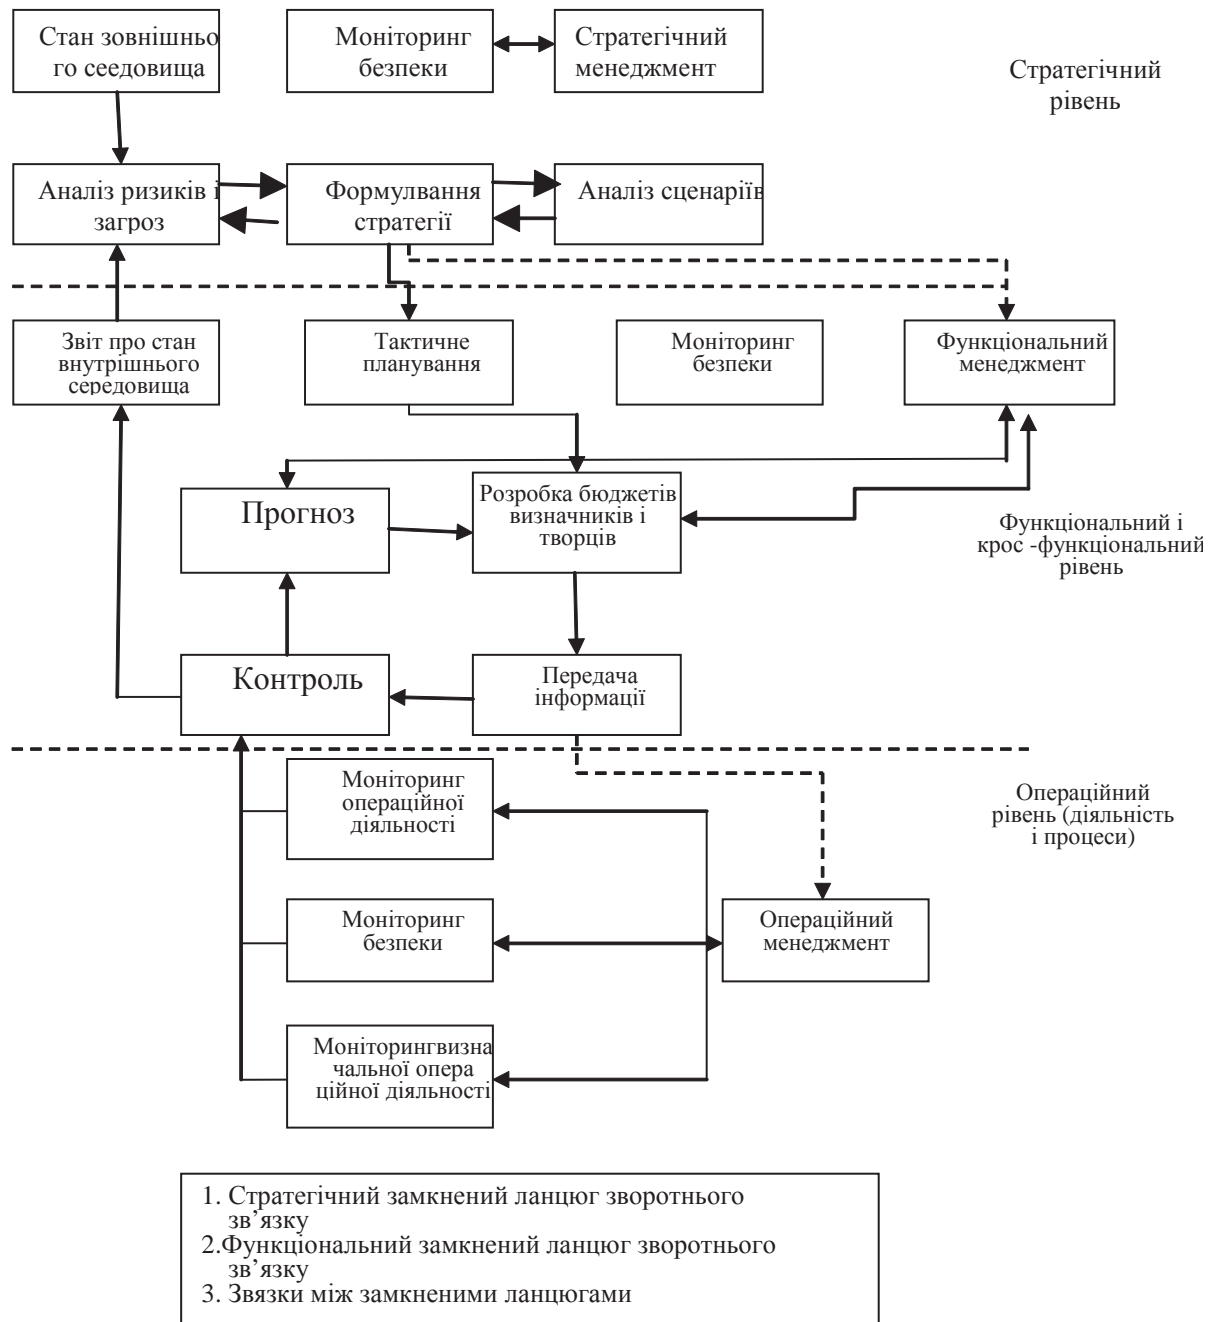 Стан зовнішньо
го сеедовища
Моніторинг
безпеки
Стратегічний
менеджмент
Стратегічний
рівень
Аналіз ризиків і
загроз
Формулвання
стратегії
Аналіз сценаріїв
Звіт про стан
внутрішнього
середовища
Тактичне
планування
Моніторинг
безпеки
Функціональний
менеджмент
Прогноз
Розробка бюджетів
визначників і
творців
Функціональний і
крос -функціональний
рівень
Контроль
Передача
інформації
Моніторинг
операційної
діяльності
Операційний
рівень (діяльність
і процеси)
Моніторинг
безпеки
Операційний
менеджмент
Моніторингвизна
чальної опера
ційної діяльності
1. Стратегічний замкнений ланцюг зворотнього
зв’язку
2.Функціональний замкнений ланцюг зворотнього
зв’язку
3. Звязки між замкненими ланцюгами